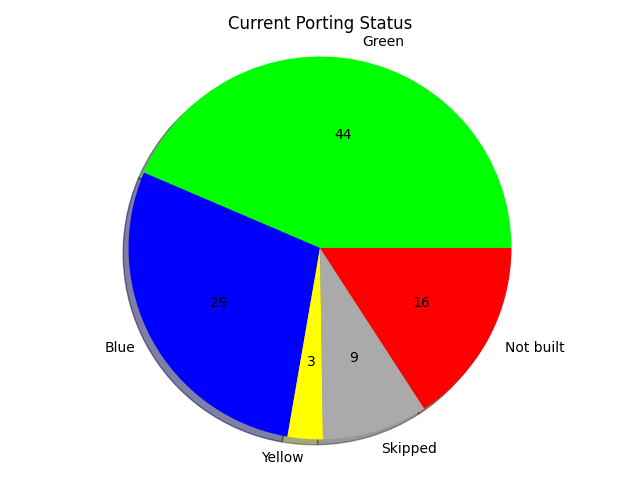 Current Porting Status
Green
44
29
16
3
9
Blue
Not built
Skipped
Yellow